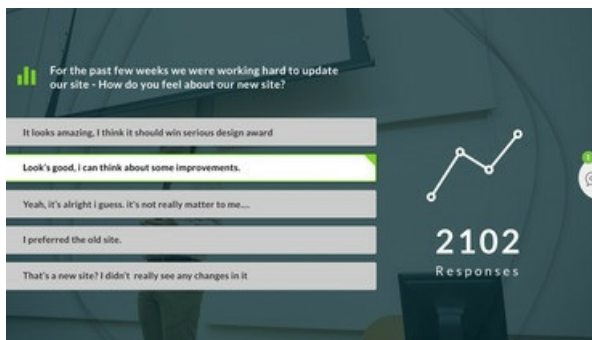 For the past few weeks we were working hard to update
our site - How do you feel about our new site?
It looks amazing, I think it should win serious design award
Look's good, i can think about some improvements.
Yeah, it's alright i guess. it's not really matter to me....
I preferred the old site.
That's a new site? I didn't really see any changes in it
2102
Responses